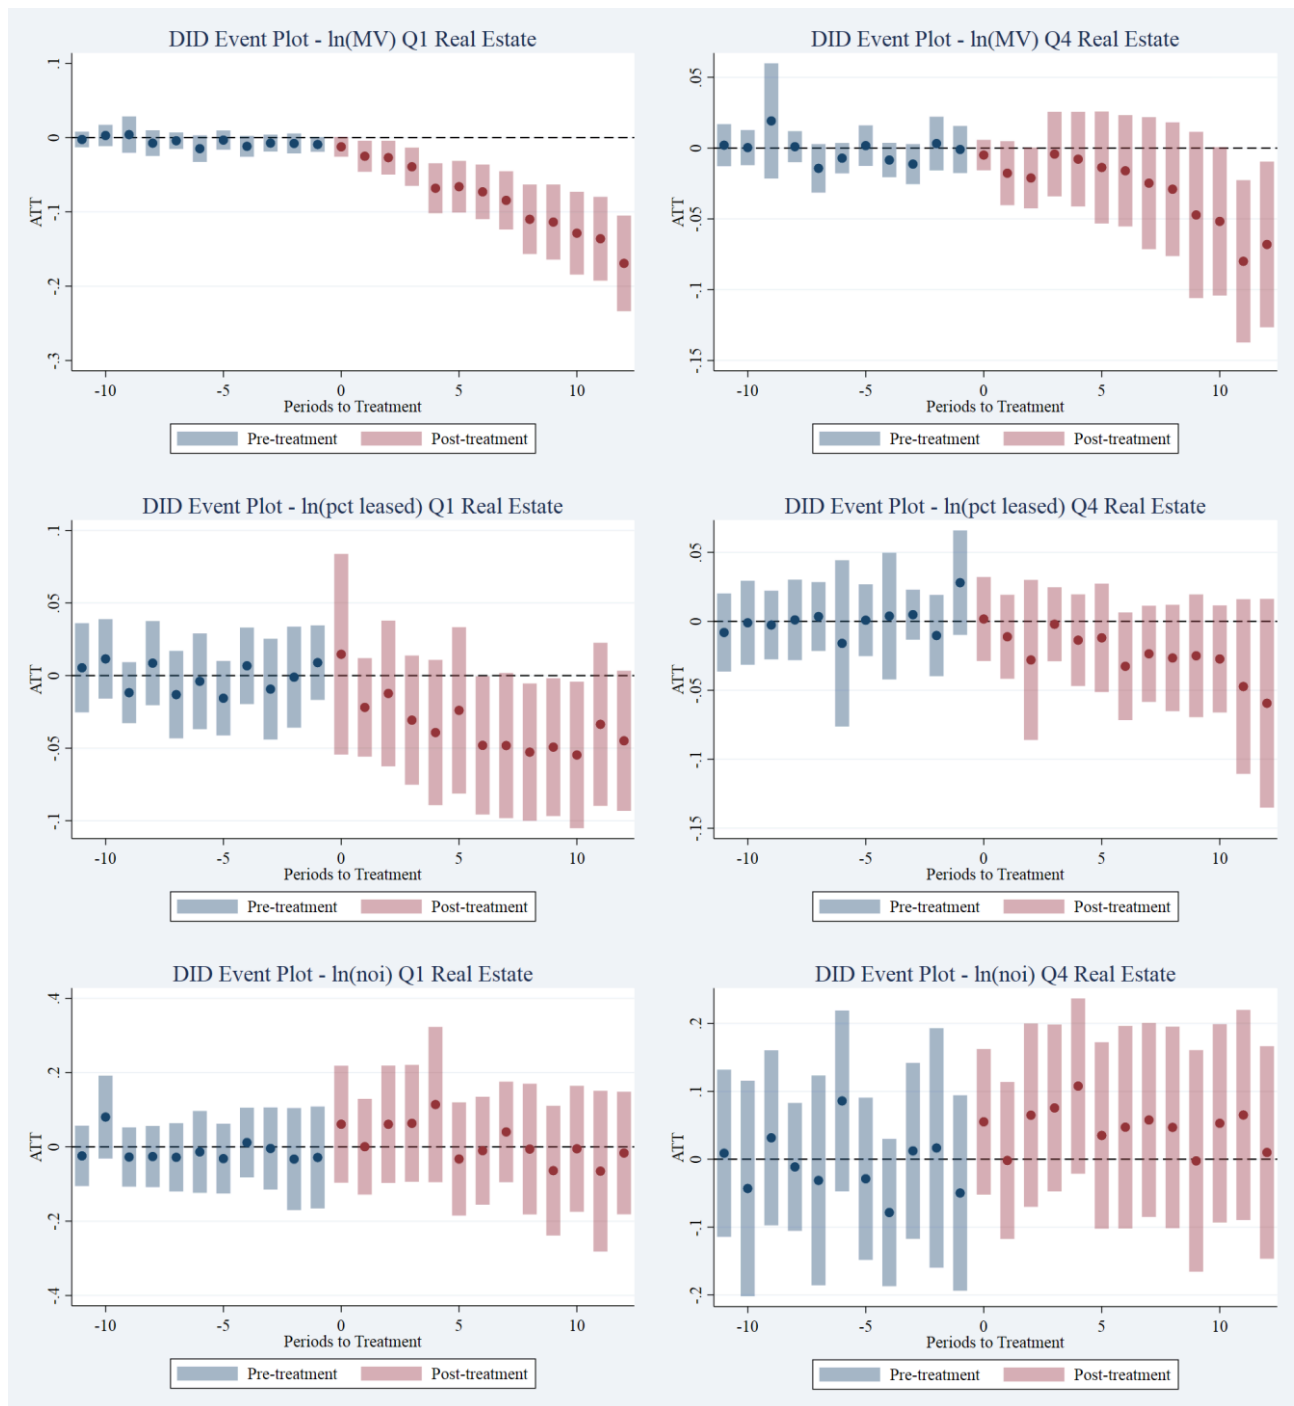 DID Event Plot - ln(MV) Q1 Real Estate
.1
0
-.1
-.2
-.3
ATT
-10 -5 0 5 10
Periods to Treatment
Pre-treatment Post-treatment
DID Event Plot - ln(MV) Q4 Real Estate
.05
0
-.05
-.1
-.15
ATT
-10 -5 0 5 10
Periods to Treatment
Pre-treatment Post-treatment
DID Event Plot - ln(pct leased) Q1 Real Estate
.1
.05
0
-.05
-.1
ATT
-10 -5 0 5 10
Periods to Treatment
Pre-treatment Post-treatment
DID Event Plot - ln(pct leased) Q4 Real Estate
.05
0
-.05
-.1
-.15
ATT
-10 -5 0 5 10
Periods to Treatment
Pre-treatment Post-treatment
DID Event Plot - ln(noi) Q1 Real Estate
.4
.2
0
-.2
-.4
ATT
-10 -5 0 5 10
Periods to Treatment
Pre-treatment Post-treatment
DID Event Plot - ln(noi) Q4 Real Estate
.2
.1
0
-.1
-.2
ATT
-10 -5 0 5 10
Periods to Treatment
Pre-treatment Post-treatment